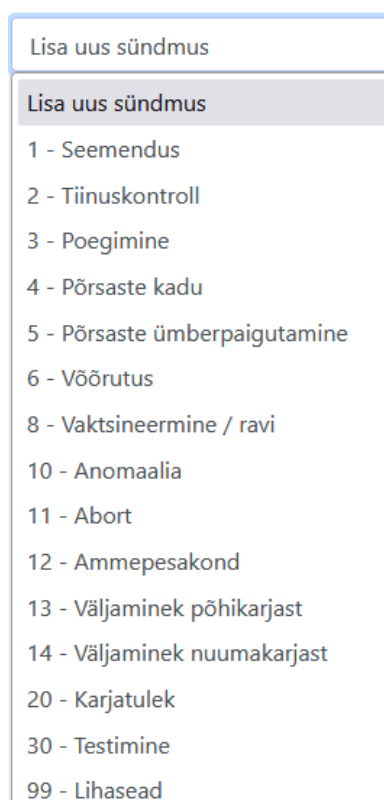 Lisa uus sündmus
Lisa uus sündmus
1 - Seemendus
2 - Tiinuskontroll
3 - Poegimine
4 - Põrsaste kadu
5 - Põrsaste ümberpaigutamine
6 - Võõrutus
8 - Vaktsineermine / ravi
10 - Anomaalia
11 - Abort
12 - Ammepesakond
13 - Väljaminek põhikarjast
14 - Väljaminek nuumakarjast
20 - Karjatulek
30 - Testimine
99 - Lihasead